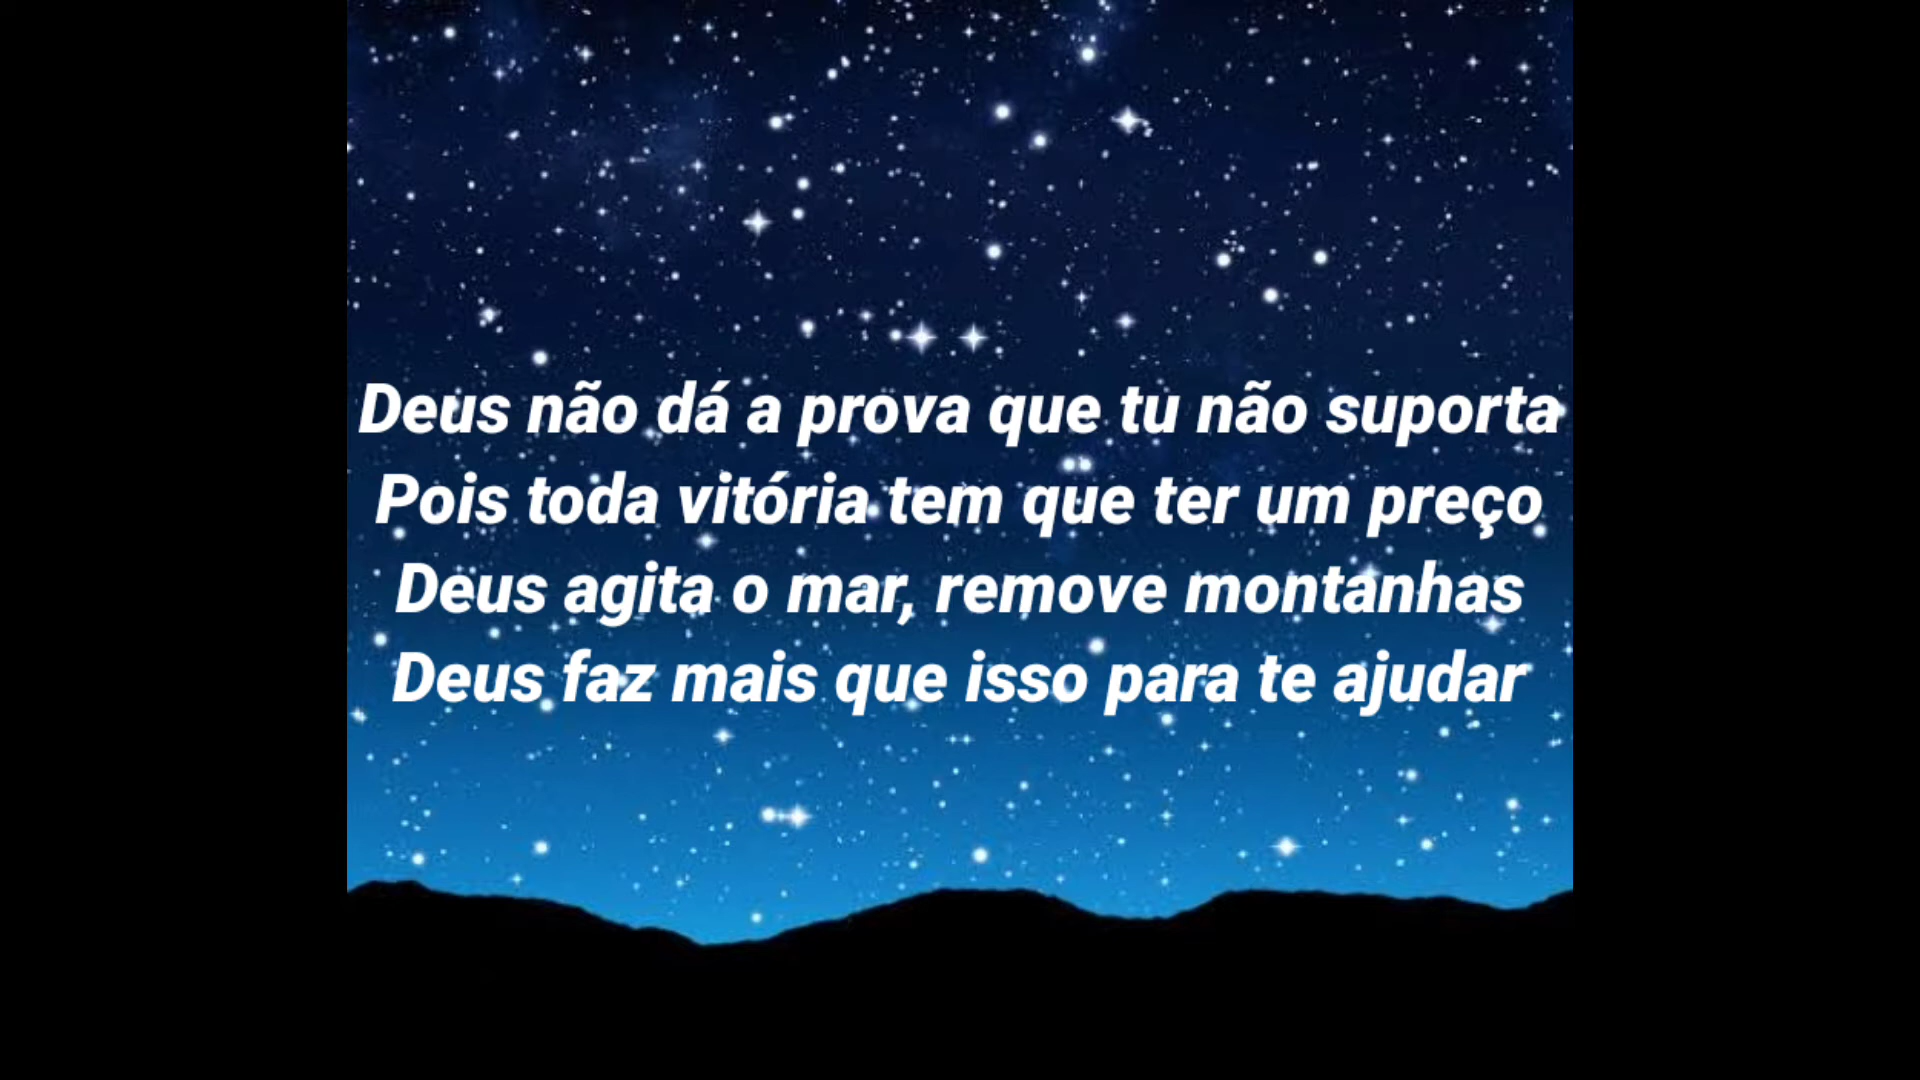 Deus não dá a prova que tu não suporta
Pois toda vitória tem que ter um preço
Deus agita o mar, remove montanhas
Deus faz mais que isso para te ajudar